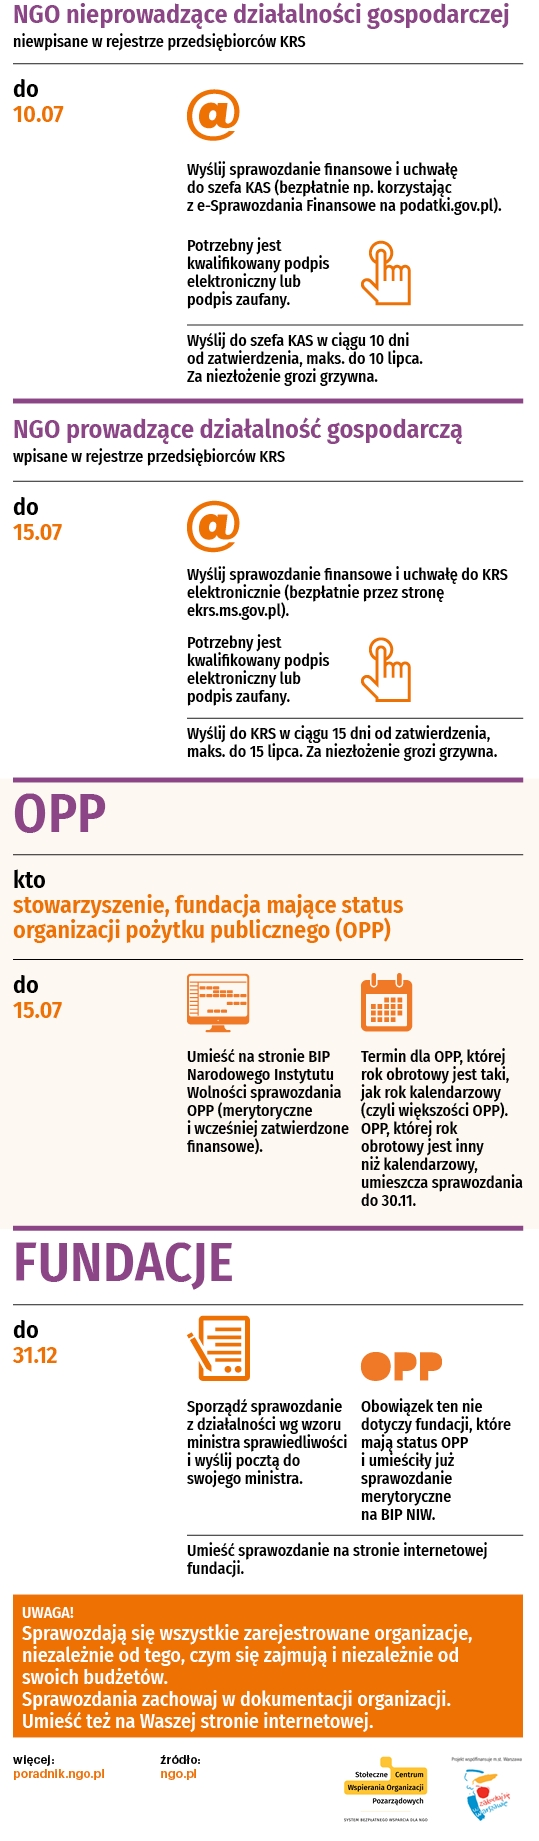 NGO nieprowadzące działalności gospodarczej
niewpisane w rejestrze przedsiębiorców KRS
do
10.07
@
Wyślij sprawozdanie finansowe i uchwałę
do szefa KAS (bezpłatnie np. korzystając
z e-Sprawozdania Finansowe na podatki.gov.pl).
Potrzebny jest
kwalifikowany podpis
elektroniczny lub
podpis zaufany.
Wyślij do szefa KAS w ciągu 10 dni
od zatwierdzenia, maks. do 10 lipca.
Za niezłożenie grozi grzywna.
NGO prowadzące działalność gospodarczą
wpisane w rejestrze przedsiębiorców KRS
do
15.07
@
Wyślij sprawozdanie finansowe i uchwałę do KRS
elektronicznie (bezpłatnie przez stronę
ekrs.ms.gov.pl).
Potrzebny jest
kwalifikowany podpis
elektroniczny lub
podpis zaufany.
Wyślij do KRS w ciągu 15 dni od zatwierdzenia,
maks. do 15 lipca. Za niezłożenie grozi grzywna.
OPP
kto
stowarzyszenie, fundacja mające status
organizacji pożytku publicznego (OPP)
do
15.07
Umieść na stronie BIP
Narodowego Instytutu
Wolności sprawozdania
OPP (merytoryczne
i wcześniej zatwierdzone
finansowe).
Termin dla OPP, której
rok obrotowy jest taki,
jak rok kalendarzowy
(czyli większości OPP).
OPP, której rok
obrotowy jest inny
niż kalendarzowy,
umieszcza sprawozdania
do 30.11.
FUNDACJE
do
31.12
Sporządź sprawozdanie
z działalności wg wzoru
ministra sprawiedliwości
i wyślij pocztą do
swojego ministra.
OPP
Obowiązek ten nie
dotyczy fundacji, które
mają status OPP
i umieściły już
sprawozdanie
merytoryczne
na BIP NIW.
Umieść sprawozdanie na stronie internetowej
fundacji.
UWAGA!
Sprawozdają się wszystkie zarejestrowane organizacje,
niezależnie od tego, czym się zajmują i niezależnie od
swoich budżetów.
Sprawozdania zachowaj w dokumentacji organizacji.
Umieść też na Waszej stronie internetowej.
więcej:
poradnik.ngo.pl
źródło:
ngo.pl
Stołeczne Centrum
Wspierania Organizacji
Pozarządowych
SYSTEM BEZPŁATNEGO WSPARCIA DLA NGO
Projekt współfinansuje m.st. Warszawa